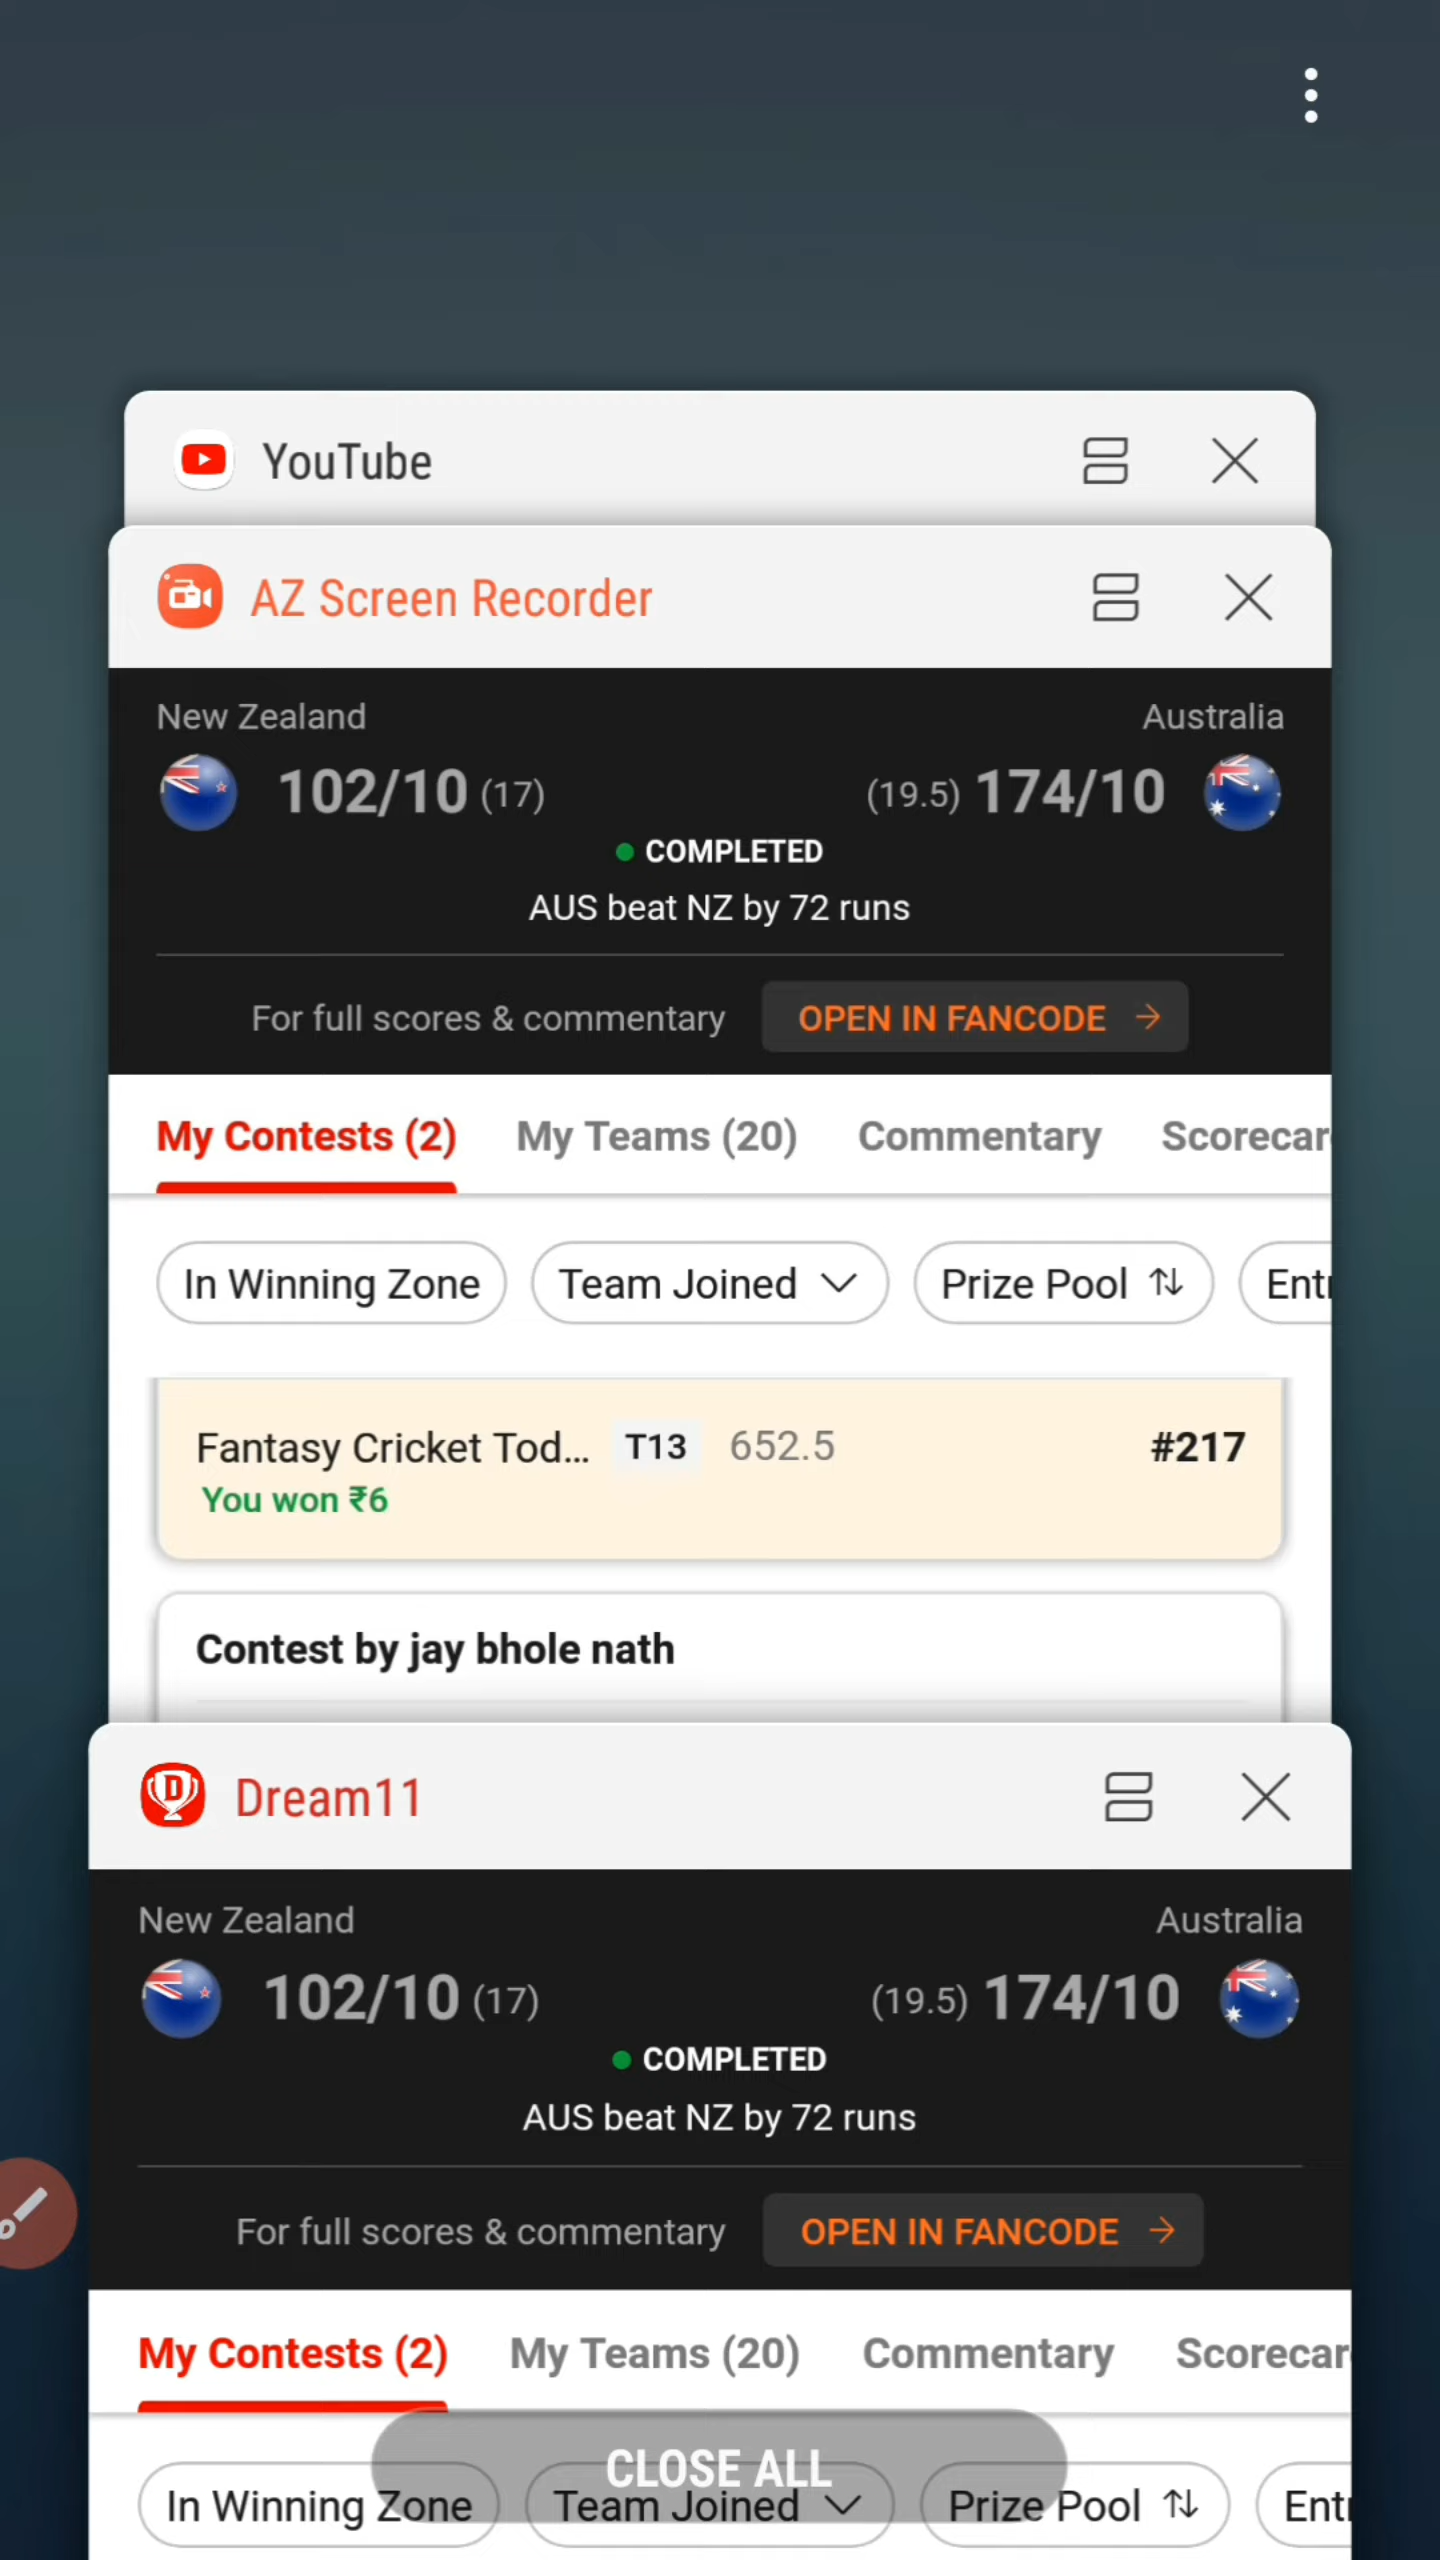 YouTube
AZ Screen Recorder
New Zealand Australia
102/10 (17) (19.5) 174/10
COMPLETED
AUS beat NZ by 72 runs
For full scores & commentary OPEN IN FANCODE →
My Contests (2) My Teams (20) Commentary Scorecar
In Winning Zone Team Joined Prize Pool Ent
Fantasy Cricket Tod... T13 652.5 #217
You won ₹6
Contest by jay bhole nath
Dream11
New Zealand Australia
102/10 (17) (19.5) 174/10
COMPLETED
AUS beat NZ by 72 runs
For full scores & commentary OPEN IN FANCODE →
My Contests (2) My Teams (20) Commentary Scorecar
CLOSE ALL
In Winning Zone Team Joined Prize Pool Ent